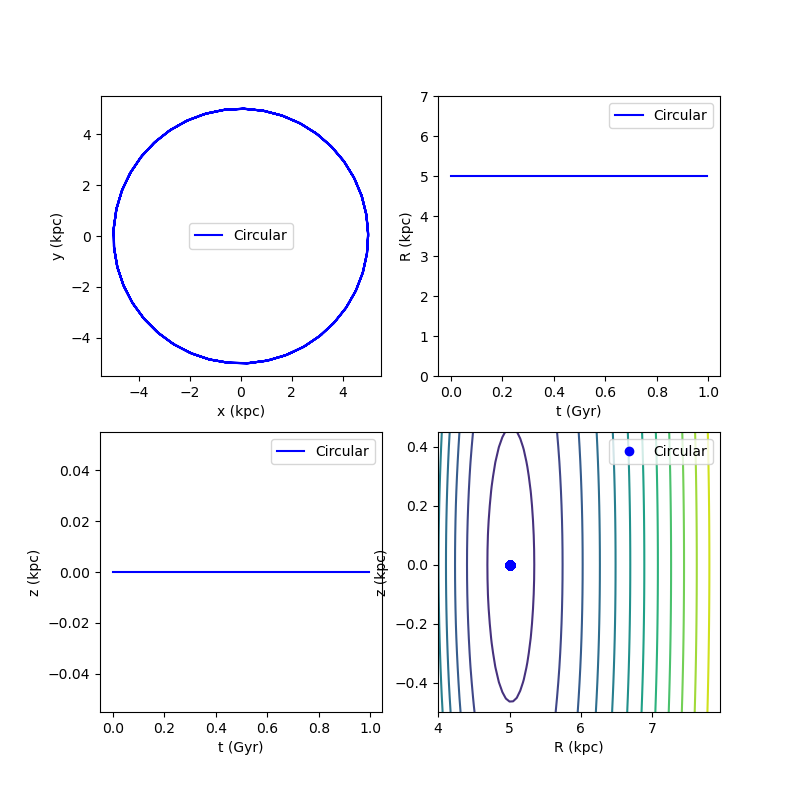 Circular
4
2
0
−2
−4
y (kpc)
−4 −2 0 2 4
x (kpc)
Circular
7
6
5
4
3
2
1
0
R (kpc)
0.0 0.2 0.4 0.6 0.8 1.0
t (Gyr)
Circular
0.04
0.02
0.00
−0.02
−0.04
z (kpc)
0.0 0.2 0.4 0.6 0.8 1.0
t (Gyr)
Circular
0.4
0.2
0.0
−0.2
−0.4
z (kpc)
4 5 6 7
R (kpc)